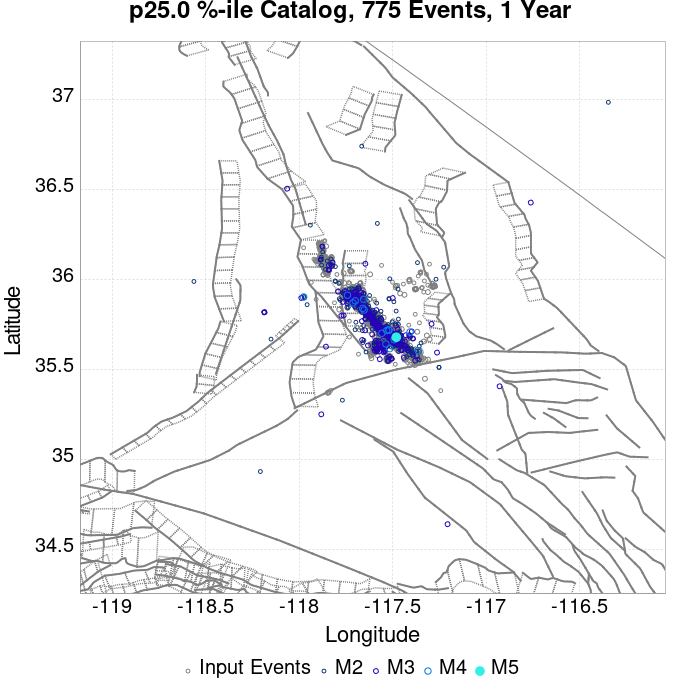 p25.0 %-ile Catalog, 775 Events, 1 Year
37
36.5
36
35.5
35
34.5
Latitude
-119 -118.5 -118 -117.5 -117 -116.5
Longitude
Input Events M2 M3 M4 M5